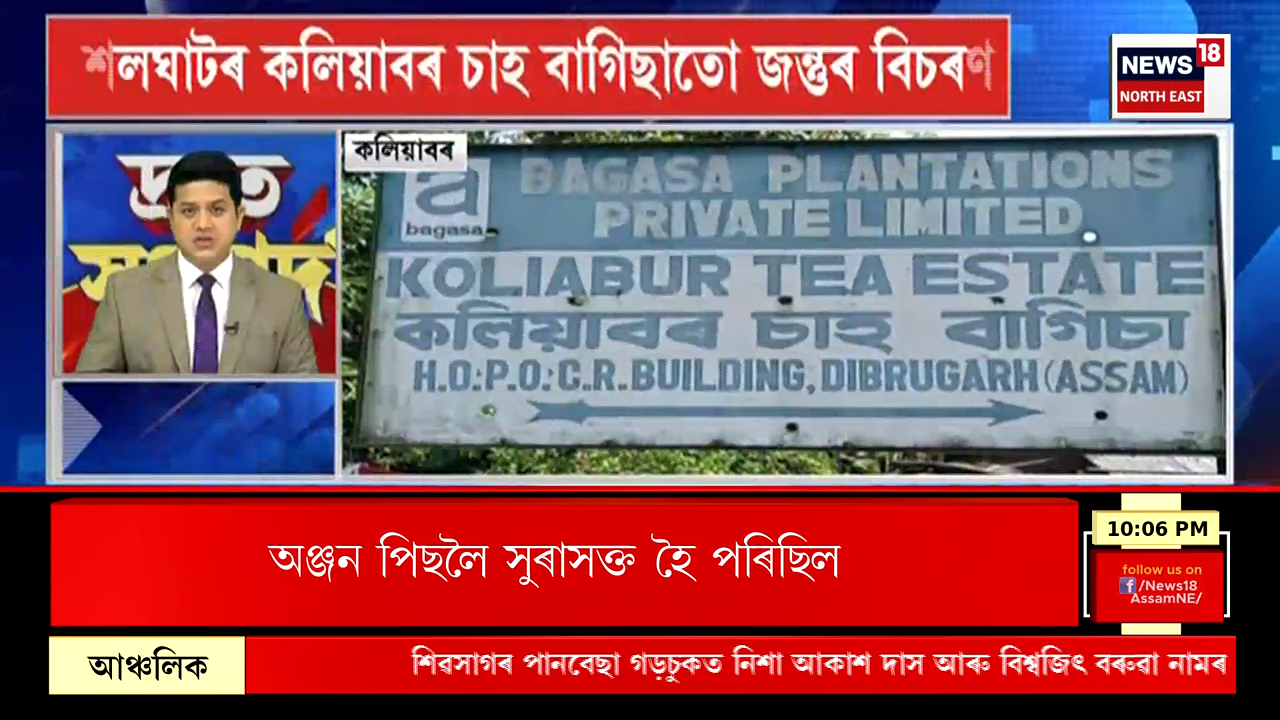 শলঘাটৰ কলিয়াবৰ চাহ বাগিছাতো জন্তুৰ বিচৰণ
NEWS 18
NORTH EAST
দ্ৰুত
কলিয়াবৰ
a
bagasa
BAGASA PLANTATIONS
PRIVATE LIMITED
KOLIABUR TEA ESTATE
কলিয়াবৰ চাহ বাগিচা
H.O:P.O:C.R.BUILDING, DIBRUGARH (ASSAM)
অঞ্জন পিছলৈ সুৰাসক্ত হৈ পৰিছিল
10:06 PM
follow us on
f/News18
AssamNE/
আঞ্চলিক
শিৱসাগৰ পানবেছা গড়চুকত নিশা আকাশ দাস আৰু বিশ্বজিৎ বৰুৱা নামৰ